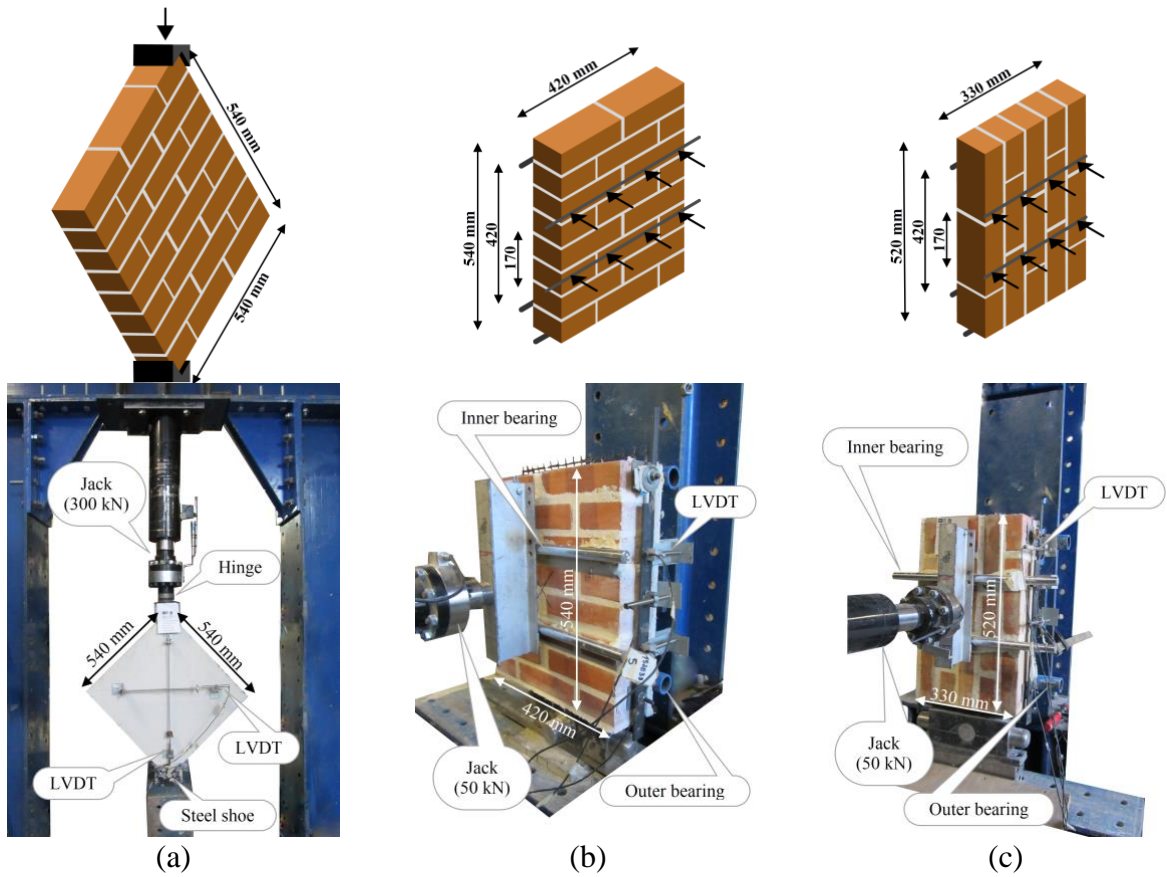 540 mm
540 mm
420 mm
540 mm
420
170
330 mm
520 mm
420
170
Jack
(300 kN)
Hinge
540 mm
540 mm
LVDT
LVDT
Steel shoe
(a)
Inner bearing
LVDT
540 mm
5
420 mm
Jack
(50 kN)
Outer bearing
(b)
Inner bearing
LVDT
520 mm
330 mm
Jack
(50 kN)
Outer bearing
(c)